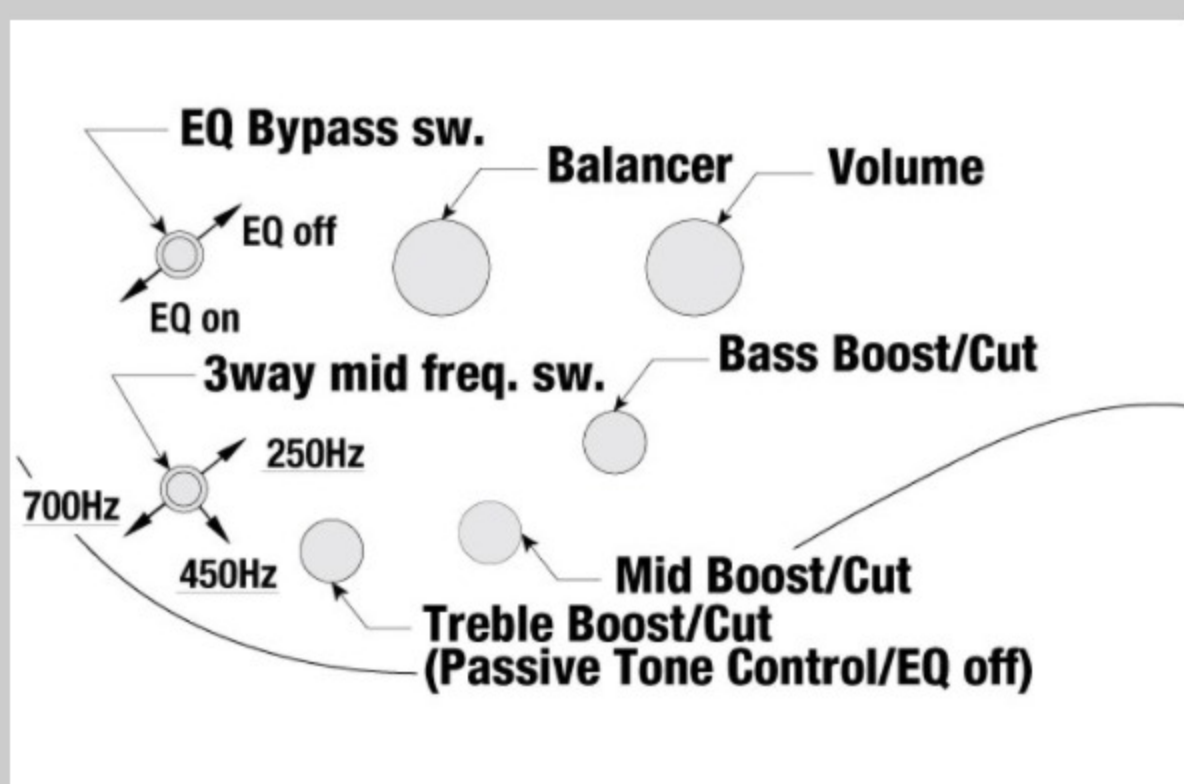 EQ Bypass sw.
Balancer
Volume
EQ off
EQ on
3way mid freq. sw.
Bass Boost/Cut
250Hz
700Hz
450Hz
Mid Boost/Cut
Treble Boost/Cut
(Passive Tone Control/EQ off)